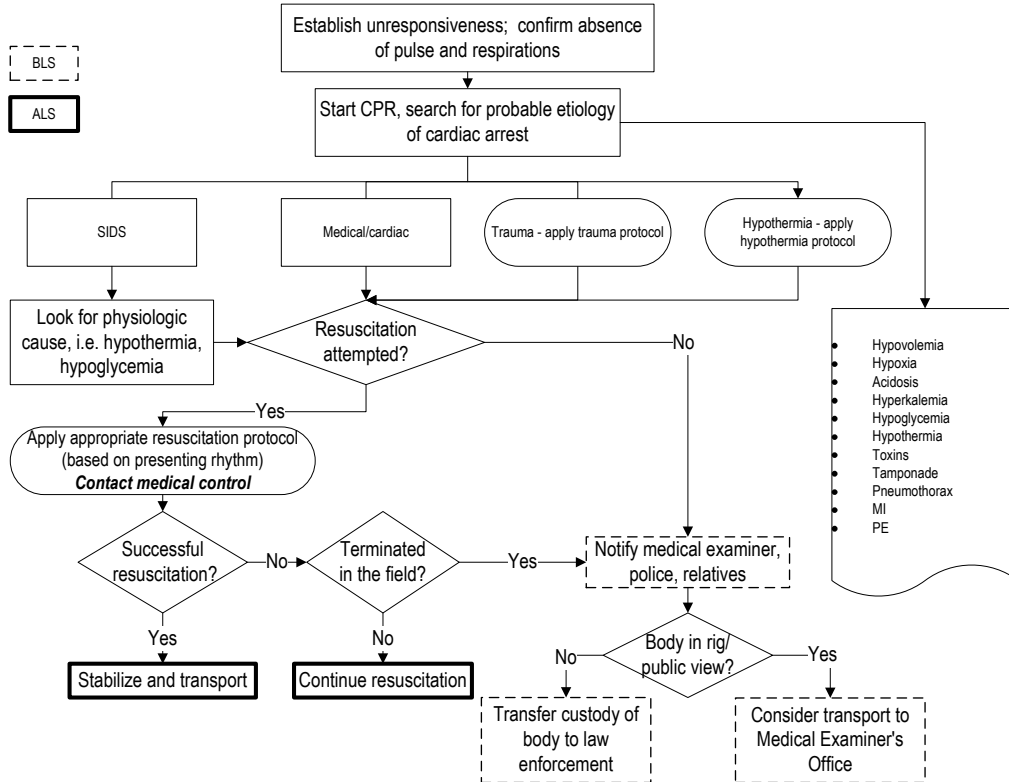 Establish unresponsiveness;  confirm absence
of pulse and respirations
BLS
ALS
Start CPR, search for probable etiology
of cardiac arrest
SIDS
Medical/cardiac
Trauma - apply trauma protocol
Hypothermia - apply
hypothermia protocol
Look for physiologic
cause, i.e. hypothermia,
hypoglycemia
Resuscitation
attempted?
No
Yes
• Hypovolemia
• Hypoxia
• Acidosis
• Hyperkalemia
• Hypoglycemia
• Hypothermia
• Toxins
• Tamponade
• Pneumothorax
• MI
• PE
Apply appropriate resuscitation protocol
(based on presenting rhythm)
Contact medical control
Successful
resuscitation?
No
Terminated
in the field?
Yes
Notify medical examiner,
police, relatives
Yes
Stabilize and transport
No
Continue resuscitation
Body in rig/
public view?
No
Yes
Transfer custody of
body to law
enforcement
Consider transport to
Medical Examiner's
Office